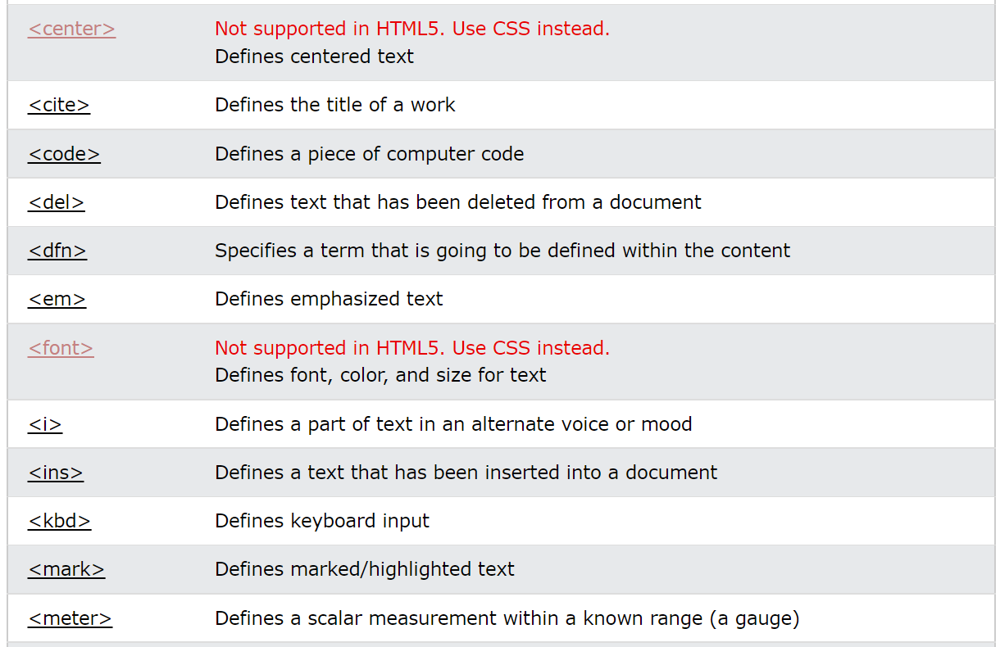 <center> Not supported in HTML5. Use CSS instead.
Defines centered text
<cite> Defines the title of a work
<code> Defines a piece of computer code
<del> Defines text that has been deleted from a document
<dfn> Specifies a term that is going to be defined within the content
<em> Defines emphasized text
<font> Not supported in HTML5. Use CSS instead.
Defines font, color, and size for text
<i> Defines a part of text in an alternate voice or mood
<ins> Defines a text that has been inserted into a document
<kbd> Defines keyboard input
<mark> Defines marked/highlighted text
<meter> Defines a scalar measurement within a known range (a gauge)